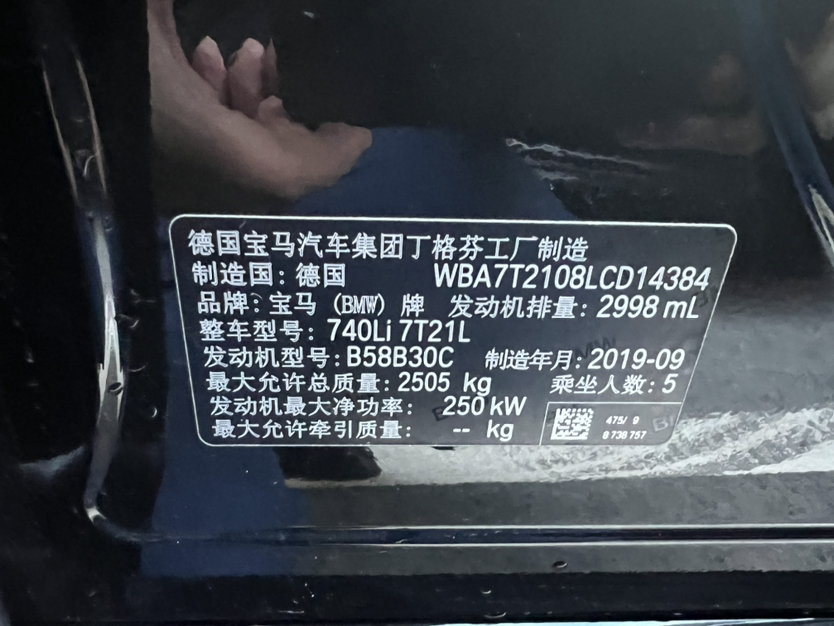 德国宝马汽车集团丁格芬工厂制造
制造国：德国 WBA7T2108LCD14384
品牌：宝马（BMW）牌 发动机排量：2998 mL
整车型号：740Li 7T21L
发动机型号：B58B30C 制造年月：2019-09
最大允许总质量：2505 kg 乘坐人数：5
发动机最大净功率： 250 kW
最大允许牵引质量： -- kg
475/ 9
8 738 757